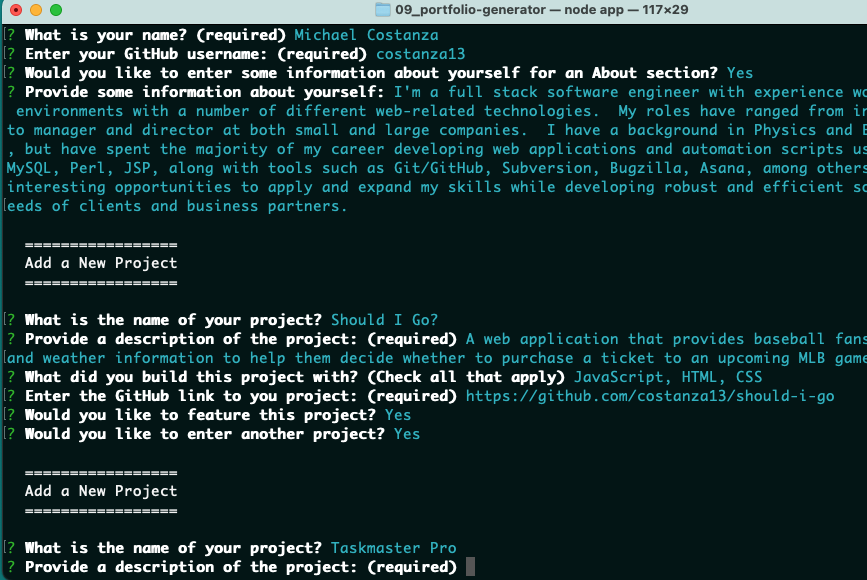 09_portfolio-generator — node app — 117×29
? What is your name? (required) Michael Costanza
? Enter your GitHub username: (required) costanza13
? Would you like to enter some information about yourself for an About section? Yes
? Provide some information about yourself: I'm a full stack software engineer with experience
environments with a number of different web-related technologies.  My roles have ranged from
to manager and director at both small and large companies.  I have a background in Physics and
, but have spent the majority of my career developing web applications and automation scripts
MySQL, Perl, JSP, along with tools such as Git/GitHub, Subversion, Bugzilla, Asana, among others
interesting opportunities to apply and expand my skills while developing robust and efficient
eeds of clients and business partners.
=================
Add a New Project
=================
? What is the name of your project? Should I Go?
? Provide a description of the project: (required) A web application that provides baseball fans
and weather information to help them decide whether to purchase a ticket to an upcoming MLB game
? What did you build this project with? (Check all that apply) JavaScript, HTML, CSS
? Enter the GitHub link to you project: (required) https://github.com/costanza13/should-i-go
? Would you like to feature this project? Yes
? Would you like to enter another project? Yes
=================
Add a New Project
=================
? What is the name of your project? Taskmaster Pro
? Provide a description of the project: (required)